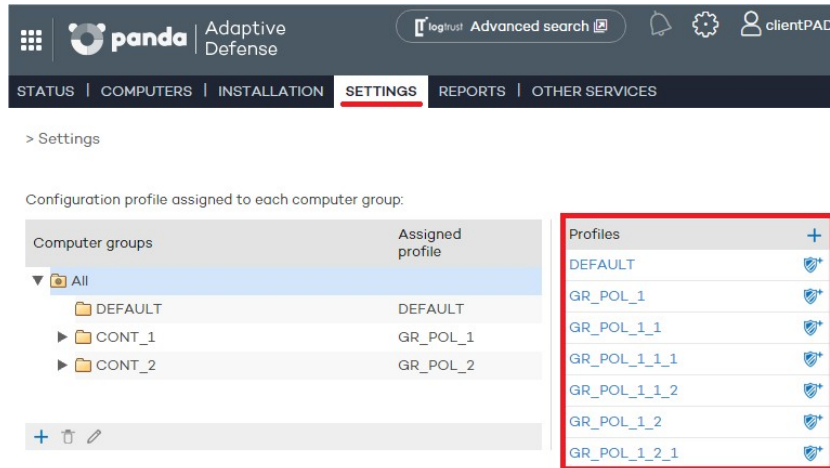 panda Adaptive Defense
logtrust Advanced search
clientPAD
STATUS | COMPUTERS | INSTALLATION SETTINGS REPORTS | OTHER SERVICES
> Settings
Configuration profile assigned to each computer group:
Computer groups Assigned profile
All
DEFAULT DEFAULT
CONT_1 GR_POL_1
CONT_2 GR_POL_2
Profiles
DEFAULT
GR_POL_1
GR_POL_1_1
GR_POL_1_1_1
GR_POL_1_1_2
GR_POL_1_2
GR_POL_1_2_1